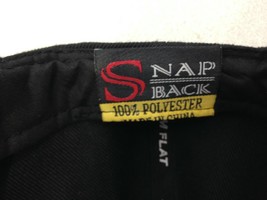 SNAP
BACK
100% POLYESTER
MADE IN CHINA
FLAT